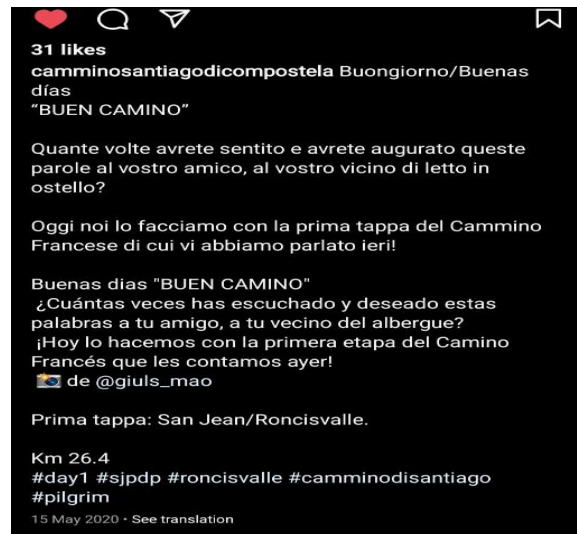 31 likes
camminosantiagodicompostela Buongiorno/Buenas
días
“BUEN CAMINO”
Quante volte avrete sentito e avrete augurato queste
parole al vostro amico, al vostro vicino di letto in
ostello?
Oggi noi lo facciamo con la prima tappa del Cammino
Francese di cui vi abbiamo parlato ieri!
Buenas dias "BUEN CAMINO"
¿Cuántas veces has escuchado y deseado estas
palabras a tu amigo, a tu vecino del albergue?
¡Hoy lo hacemos con la primera etapa del Camino
Francés que les contamos ayer!
📸 de @giuls_mao
Prima tappa: San Jean/Roncisvalle.
Km 26.4
#day1 #sjpdp #roncisvalle #camminodisantiago
#pilgrim
15 May 2020 · See translation